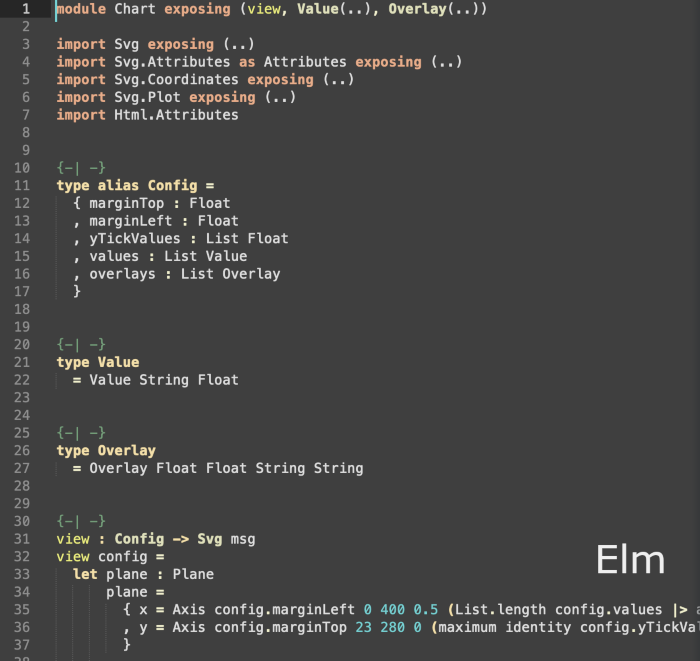 1 module Chart exposing (view, Value(..), Overlay(..))
2
3 import Svg exposing (..)
4 import Svg.Attributes as Attributes exposing (..)
5 import Svg.Coordinates exposing (..)
6 import Svg.Plot exposing (..)
7 import Html.Attributes
8
9
10 {-| -}
11 type alias Config =
12 { marginTop : Float
13 , marginLeft : Float
14 , yTickValues : List Float
15 , values : List Value
16 , overlays : List Overlay
17 }
18
19
20 {-| -}
21 type Value
22 = Value String Float
23
24
25 {-| -}
26 type Overlay
27 = Overlay Float Float String String
28
29
30 {-| -}
31 view : Config -> Svg msg
32 view config =
33 let plane : Plane
34 plane =
35 { x = Axis config.marginLeft 0 400 0.5 (List.length config.values |>
36 , y = Axis config.marginTop 23 280 0 (maximum identity config.yTickVa
37 }
Elm